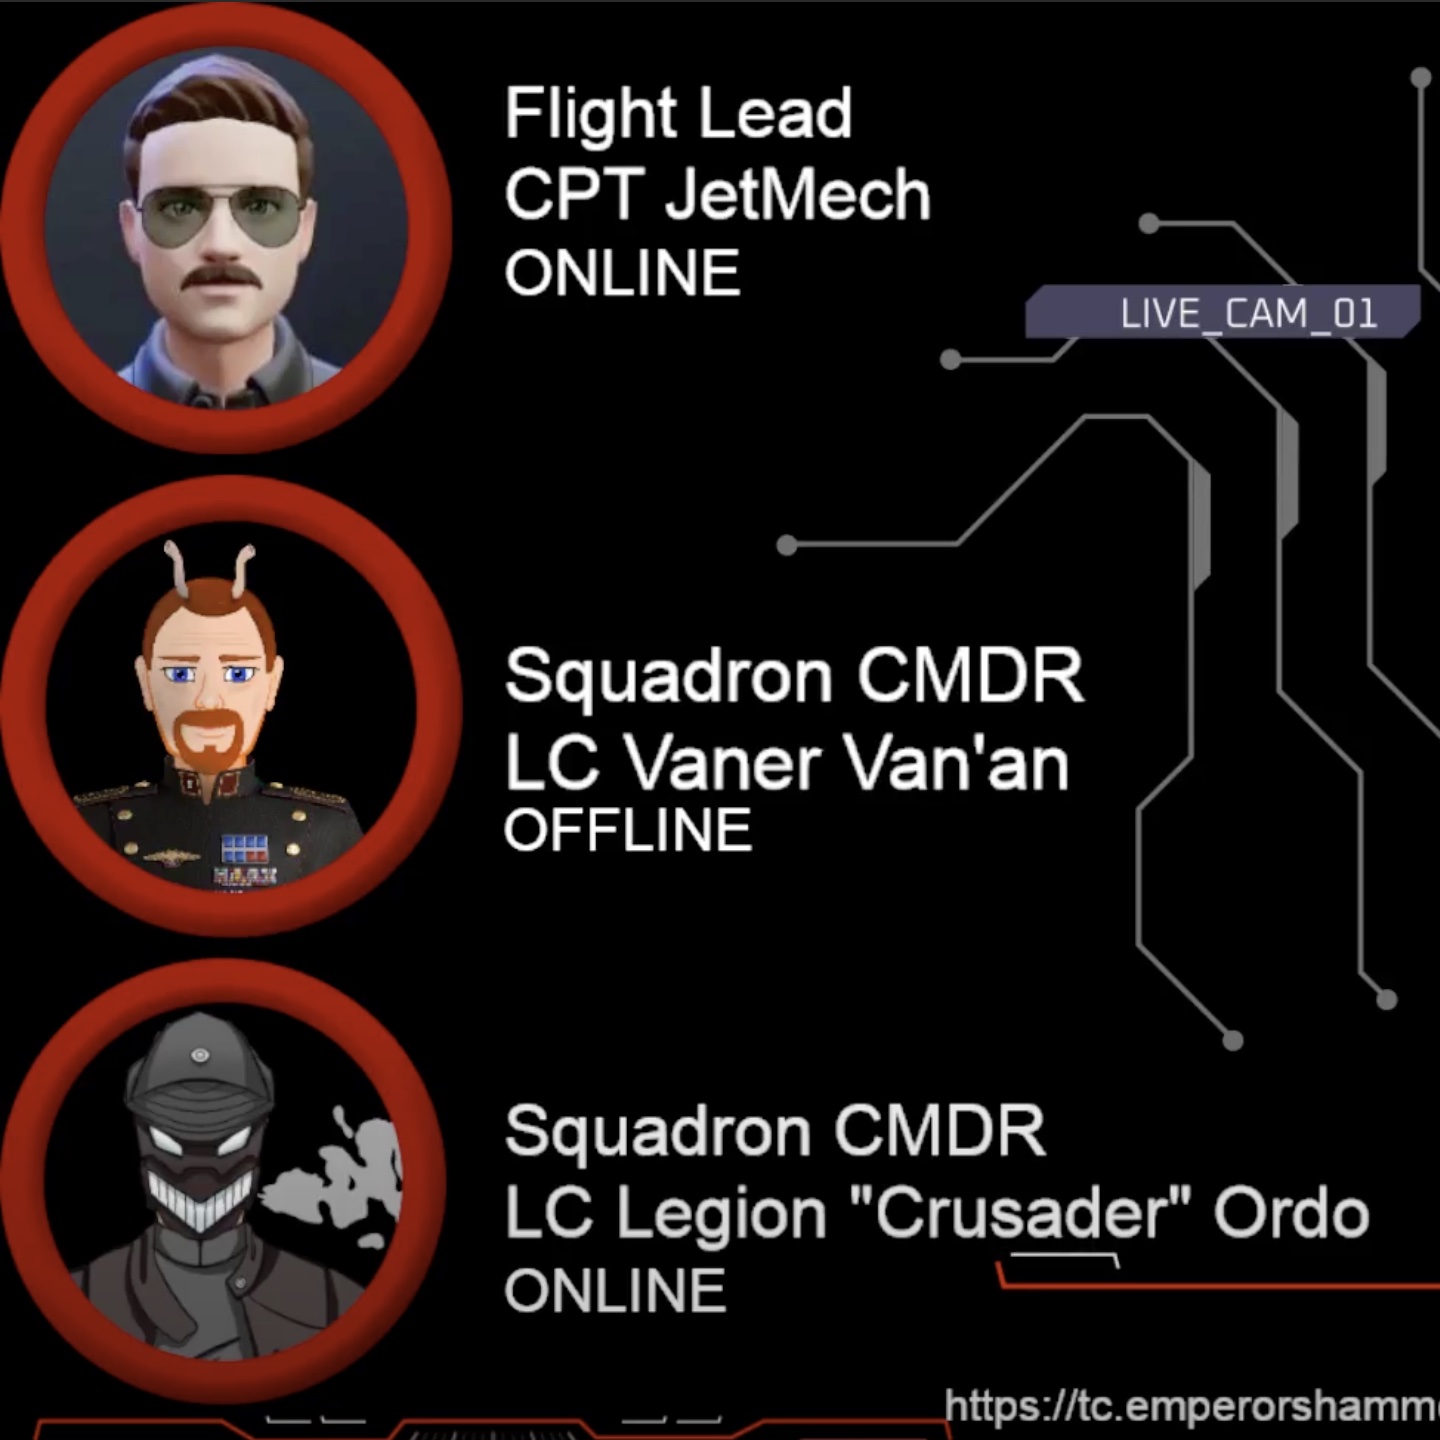 Flight Lead
CPT JetMech
ONLINE
LIVE_CAM_01
Squadron CMDR
LC Vaner Van'an
OFFLINE
Squadron CMDR
LC Legion "Crusader" Ordo
ONLINE
https://tc.emperorshamm